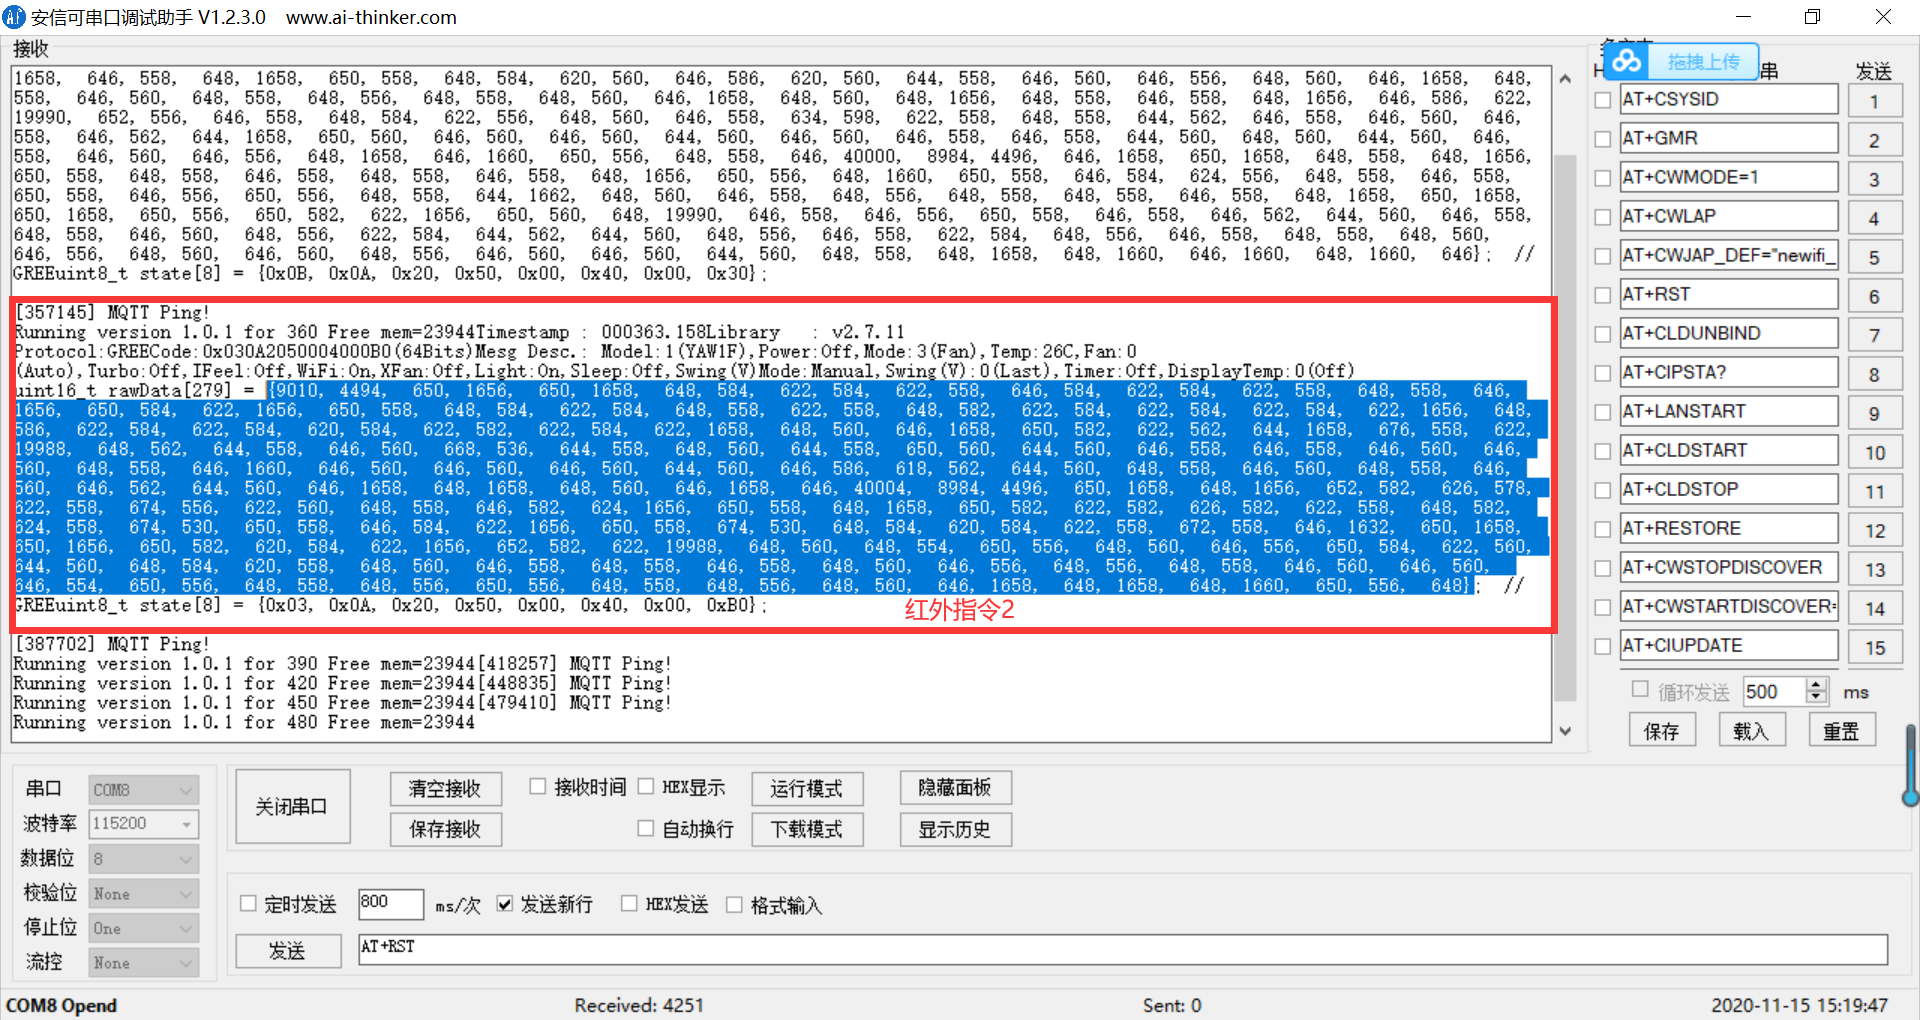 安信可串口调试助手 V1.2.3.0    www.ai-thinker.com
接收
1658,  646, 558,  648, 1658,  650, 558,  648, 584,  620, 560,  646, 586,  620, 560,  644, 558,  646, 560,  646, 556,  648, 560,  646, 1658,  648,
558,  646, 560,  648, 558,  648, 556,  648, 558,  648, 560,  646, 1658,  648, 560,  648, 1656,  648, 558,  646, 558,  648, 1656,  646, 586,  622,
19990,  652, 556,  646, 558,  648, 584,  622, 556,  648, 560,  646, 558,  634, 598,  622, 558,  648, 558,  644, 562,  646, 558,  646, 560,  646,
558,  646, 562,  644, 1658,  650, 560,  646, 560,  646, 560,  644, 560,  646, 560,  646, 558,  646, 558,  644, 560,  648, 560,  644, 560,  646,
558,  646, 560,  646, 556,  648, 1658,  646, 1660,  650, 556,  648, 558,  646, 40000,  8984, 4496,  646, 1658,  650, 1658,  648, 558,  648, 1656,
650, 558,  648, 558,  646, 556,  648, 558,  646, 558,  648, 1656,  650, 556,  648, 1660,  650, 558,  646, 584,  624, 556,  648, 558,  646, 558,
650, 558,  646, 556,  650, 556,  648, 558,  644, 1662,  648, 560,  646, 558,  648, 556,  648, 558,  648, 558,  646, 558,  648, 1658,  650, 1658,
650, 1658,  650, 556,  650, 582,  622, 1656,  650, 560,  648, 19990,  646, 558,  646, 556,  650, 558,  646, 558,  646, 562,  644, 560,  646, 558,
648, 558,  646, 560,  648, 556,  622, 584,  644, 562,  644, 560,  648, 556,  646, 558,  622, 584,  648, 556,  646, 558,  648, 558,  648, 560,
646, 556,  648, 560,  646, 560,  648, 556,  646, 560,  646, 560,  644, 560,  648, 558,  648, 1658,  648, 1660,  646, 1660,  648, 1660,  646};  //
GREEuint8_t state[8] = {0x0B, 0x0A, 0x20, 0x50, 0x00, 0x40, 0x00, 0x30};
[357145] MQTT Ping!
Running version 1.0.1 for 360 Free mem=23944Timestamp : 000363.158Library   : v2.7.11
Protocol:GREECode:0x030A2050004000B0(64Bits)Mesg Desc.: Model:1(YAW1F),Power:Off,Mode:3(Fan),Temp:26C,Fan:0
(Auto),Turbo:Off,IFeel:Off,WiFi:On,XFan:Off,Light:On,Sleep:Off,Swing(V)Mode:Manual,Swing(V):0(Last),Timer:Off,DisplayTemp:0(Off)
uint16_t rawData[279] = {9010, 4494,  650, 1656,  650, 1658,  648, 584,  622, 558,  646, 584,  622, 584,  622, 558,  648, 558,  646,
1656,  650, 584,  622, 1656,  650, 558,  648, 584,  622, 584,  648, 558,  622, 558,  648, 582,  622, 584,  622, 584,  622, 584,  622, 1656,  648,
586,  622, 584,  622, 584,  620, 584,  622, 582,  622, 584,  622, 1658,  648, 560,  646, 1658,  650, 582,  622, 562,  644, 1658,  676, 558,  622,
19988,  648, 562,  644, 558,  646, 560,  668, 536,  644, 558,  648, 560,  644, 558,  650, 560,  644, 560,  646, 558,  646, 558,  646, 560,  646,
560,  648, 558,  646, 1660,  646, 560,  646, 560,  646, 560,  644, 560,  646, 586,  618, 562,  644, 560,  648, 558,  646, 560,  648, 558,  646,
560,  646, 562,  644, 560,  646, 1658,  648, 1658,  648, 560,  646, 1658,  646, 40004,  8984, 4496,  650, 1658,  648, 1656,  652, 582,  626, 578,
622, 558,  674, 556,  622, 560,  648, 558,  646, 582,  624, 1656,  650, 558,  648, 1658,  650, 582,  622, 582,  626, 582,  622, 558,  648, 582,
624, 558,  674, 530,  650, 558,  646, 584,  622, 1656,  650, 558,  674, 530,  648, 584,  620, 584,  622, 558,  672, 558,  646, 1632,  650, 1658,
650, 1656,  650, 582,  620, 584,  622, 1656,  652, 582,  622, 19988,  648, 560,  648, 554,  650, 556,  648, 560,  646, 556,  650, 584,  622, 560,
644, 560,  648, 584,  620, 558,  648, 560,  646, 558,  648, 558,  646, 558,  648, 560,  646, 556,  648, 556,  648, 558,  646, 560,  646, 560,
646, 554,  650, 556,  648, 558,  648, 556,  650, 556,  648, 558,  648, 556,  648, 560,  646, 1658,  648, 1658,  648, 1660,  650, 556,  648};  //
GREEuint8_t state[8] = {0x03, 0x0A, 0x20, 0x50, 0x00, 0x40, 0x00, 0xB0};
红外指令2
[387702] MQTT Ping!
Running version 1.0.1 for 390 Free mem=23944[418257] MQTT Ping!
Running version 1.0.1 for 420 Free mem=23944[448835] MQTT Ping!
Running version 1.0.1 for 450 Free mem=23944[479410] MQTT Ping!
Running version 1.0.1 for 480 Free mem=23944
拖拽上传
串 发送
AT+CSYSID 1
AT+GMR 2
AT+CWMODE=1 3
AT+CWLAP 4
AT+CWJAP_DEF="newifi_ 5
AT+RST 6
AT+CLDUNBIND 7
AT+CIPSTA? 8
AT+LANSTART 9
AT+CLDSTART 10
AT+CLDSTOP 11
AT+RESTORE 12
AT+CWSTOPDISCOVER 13
AT+CWSTARTDISCOVER= 14
AT+CIUPDATE 15
循环发送 500 ms
保存 载入 重置
串口 COM8
波特率 115200
数据位 8
校验位 None
停止位 One
流控 None
关闭串口
清空接收 接收时间 HEX显示 运行模式 隐藏面板
保存接收 自动换行 下载模式 显示历史
定时发送 800 ms/次 发送新行 HEX发送 格式输入
发送 AT+RST
COM8 Opend Received: 4251 Sent: 0 2020-11-15 15:19:47